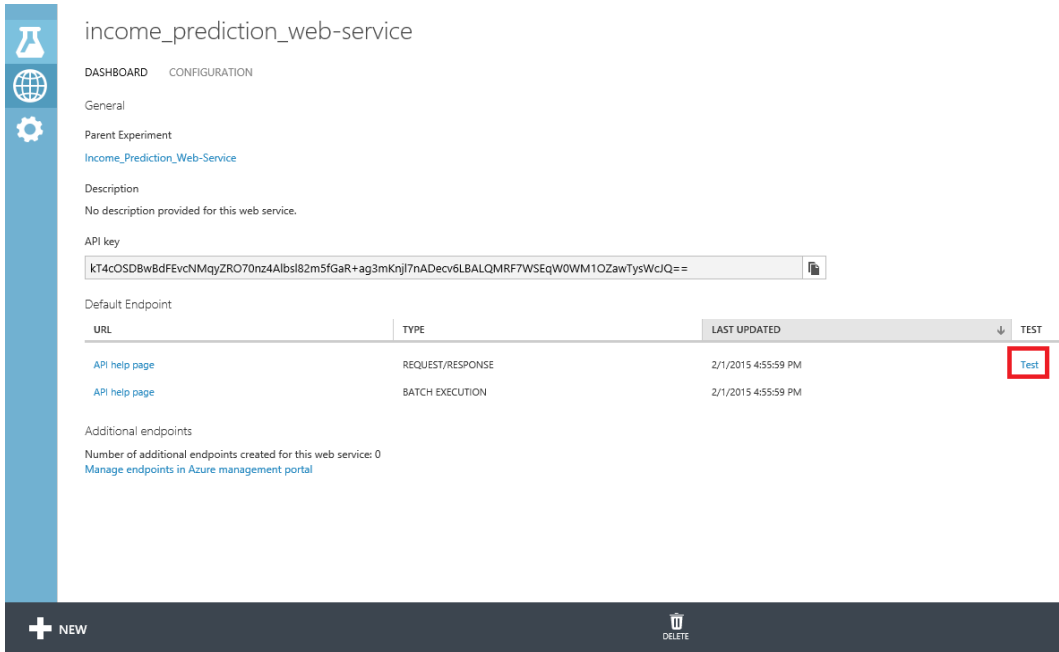 income_prediction_web-service
DASHBOARD CONFIGURATION
General
Parent Experiment
Income_Prediction_Web-Service
Description
No description provided for this web service.
API key
kT4cOSDBwBdFEvcNMqyZRO70nz4Albsl82m5fGaR+ag3mKnjl7nADecv6LBALQMRF7WSEqW0WM1OZawTysWcJQ==
Default Endpoint
URL TYPE LAST UPDATED TEST
API help page REQUEST/RESPONSE 2/1/2015 4:55:59 PM Test
API help page BATCH EXECUTION 2/1/2015 4:55:59 PM
Additional endpoints
Number of additional endpoints created for this web service: 0
Manage endpoints in Azure management portal
NEW DELETE